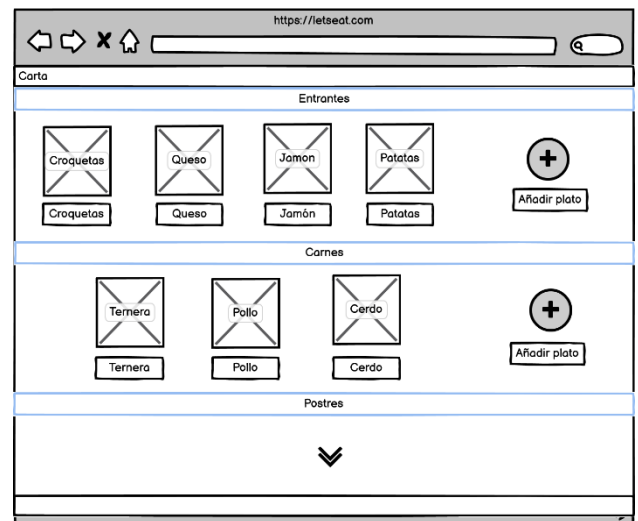 https://letseat.com
Carta
Entrantes
Croquetas Queso Jamon Patatas
Añadir plato
Croquetas Queso Jamón Patatas
Carnes
Ternera Pollo Cerdo
Añadir plato
Ternera Pollo Cerdo
Postres